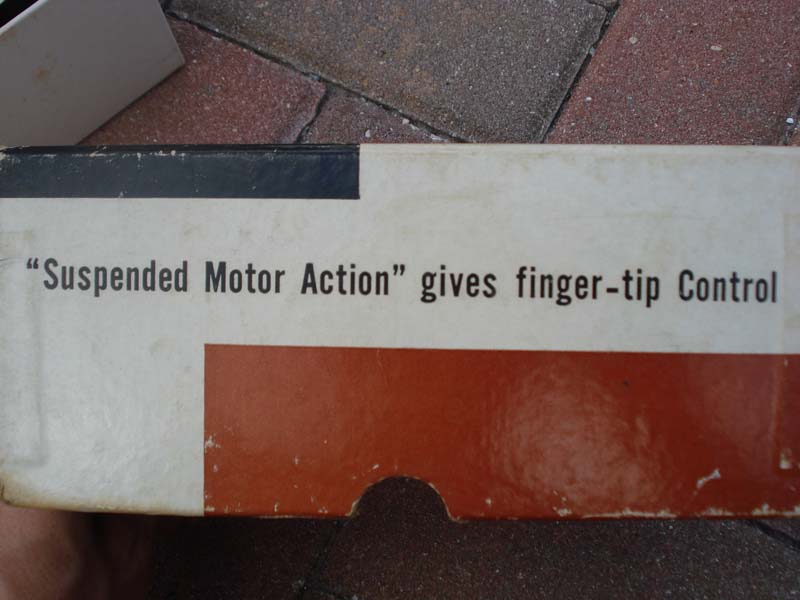 “Suspended Motor Action” gives finger-tip Control